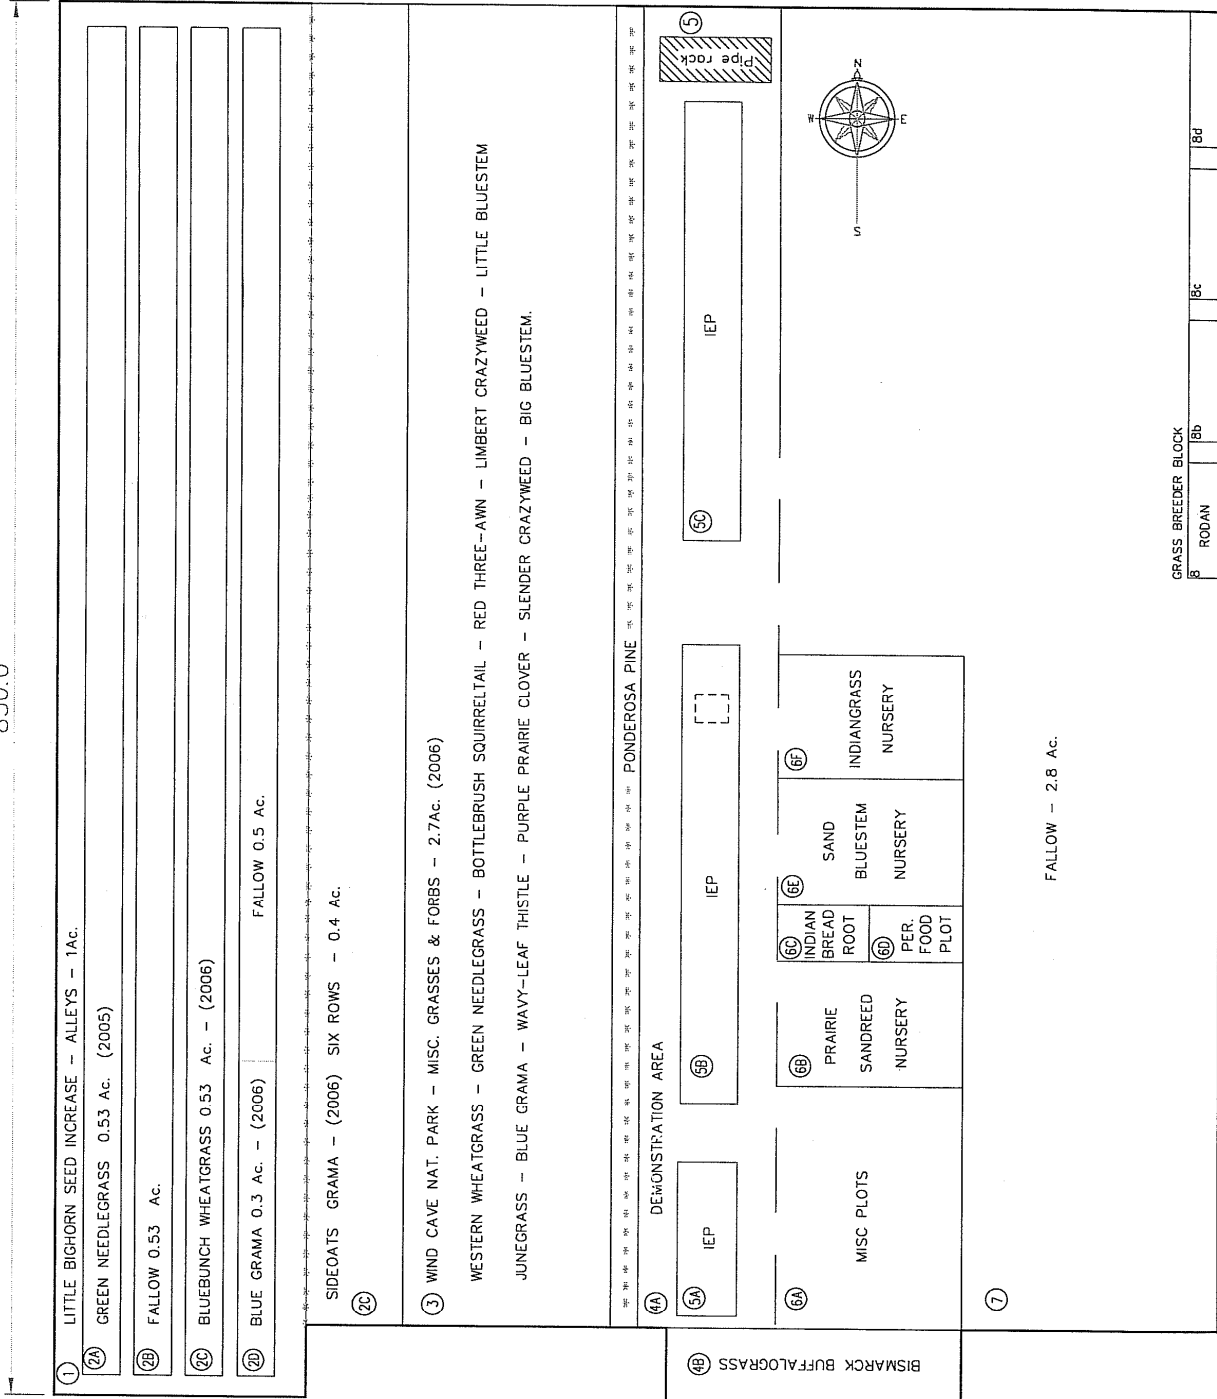 850.0
① LITTLE BIGHORN SEED INCREASE - ALLEYS - 1Ac.
2A GREEN NEEDLEGRASS 0.53 Ac. (2005)
2B FALLOW 0.53 Ac.
2C BLUEBUNCH WHEATGRASS 0.53 Ac. - (2006)
2D BLUE GRAMA 0.3 Ac. - (2006)
FALLOW 0.5 Ac.
SIDEOATS GRAMA - (2006) SIX ROWS - 0.4 Ac.
2C
③ WIND CAVE NAT. PARK - MISC. GRASSES & FORBS - 2.7Ac. (2006)
WESTERN WHEATGRASS - GREEN NEEDLEGRASS - BOTTLEBRUSH SQUIRRELTAIL - RED THREE-AWN - LIMBERT CRAZYWEED - LITTLE BLUESTEM
JUNEGRASS - BLUE GRAMA - WAVY-LEAF THISTLE - PURPLE PRAIRIE CLOVER - SLENDER CRAZYWEED - BIG BLUESTEM.
PONDEROSA PINE
4A DEMONSTRATION AREA
5A
IEP
5B
IEP
5C
IEP
Pipe rack
⑤
4B BISMARCK BUFFALOGRASS
6A
MISC PLOTS
6B
PRAIRIE
SANDREED
NURSERY
6C
INDIAN
BREAD
ROOT
6D
PER.
FOOD
PLOT
6E
SAND
BLUESTEM
NURSERY
6F
INDIANGRASS
NURSERY
N
W
E
S
⑦
FALLOW - 2.8 Ac.
GRASS BREEDER BLOCK
8
RODAN
8b
8c
8d